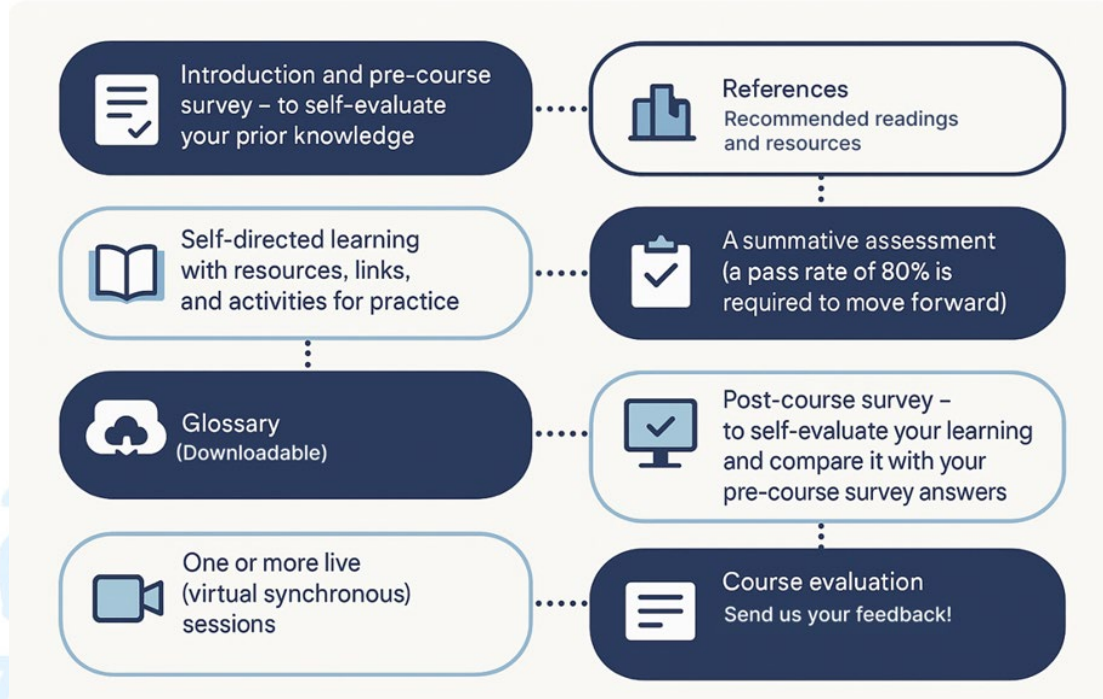 Introduction and pre-course
survey – to self-evaluate
your prior knowledge
References
Recommended readings
and resources
Self-directed learning
with resources, links,
and activities for practice
A summative assessment
(a pass rate of 80% is
required to move forward)
Glossary
(Downloadable)
Post-course survey –
to self-evaluate your learning
and compare it with your
pre-course survey answers
One or more live
(virtual synchronous)
sessions
Course evaluation
Send us your feedback!